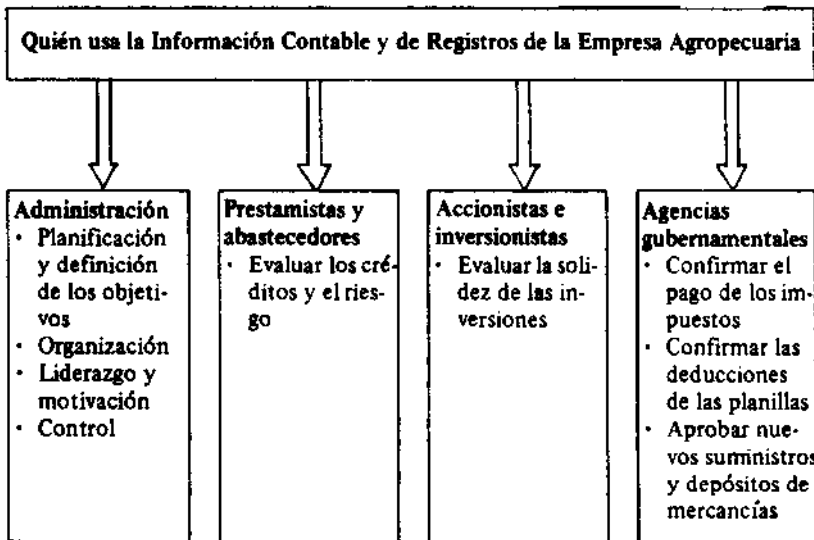 Quién usa la Información Contable y de Registros de la Empresa Agropecuaria
Administración
· Planificación
y definición
de los objeti-
vos
· Organización
· Liderazgo y
motivación
· Control
Prestamistas y
abastecedores
· Evaluar los cré-
ditos y el ries-
go
Accionistas e
inversionistas
· Evaluar la soli-
dez de las in-
versiones
Agencias
gubernamentales
· Confirmar el
pago de los im-
puestos
· Confirmar las
deducciones
de las planillas
· Aprobar nue-
vos suministros
y depósitos de
mercancías